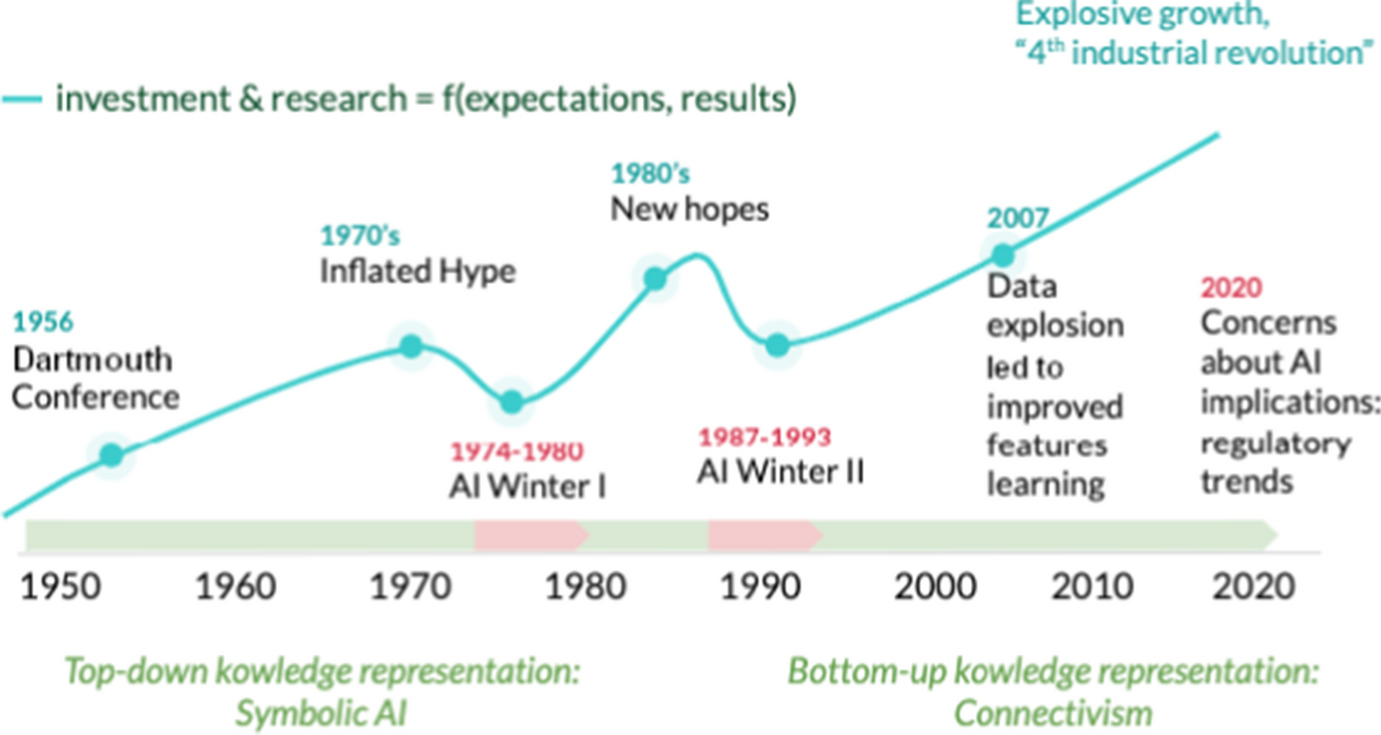 Explosive growth,
“4th industrial revolution”
investment & research = f(expectations, results)
1980’s
New hopes
1970’s
Inflated Hype
2007
Data
explosion
led to
improved
features
learning
2020
Concerns
about AI
implications:
regulatory
trends
1956
Dartmouth
Conference
1974-1980
AI Winter I
1987-1993
AI Winter II
1950 1960 1970 1980 1990 2000 2010 2020
Top-down kowledge representation:
Symbolic AI
Bottom-up kowledge representation:
Connectivism